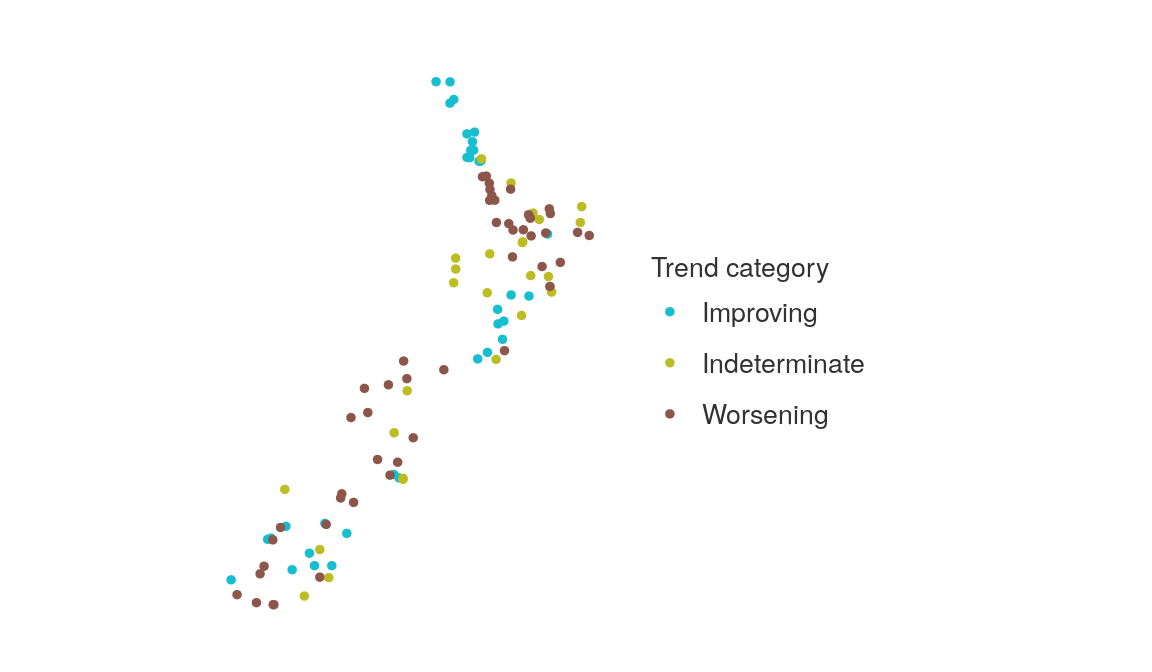 Trend category
Improving
Indeterminate
Worsening